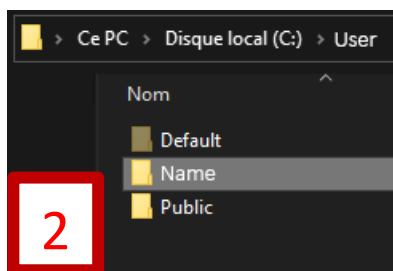 Ce PC > Disque local (C:) > User
Nom
Default
Name
Public
2